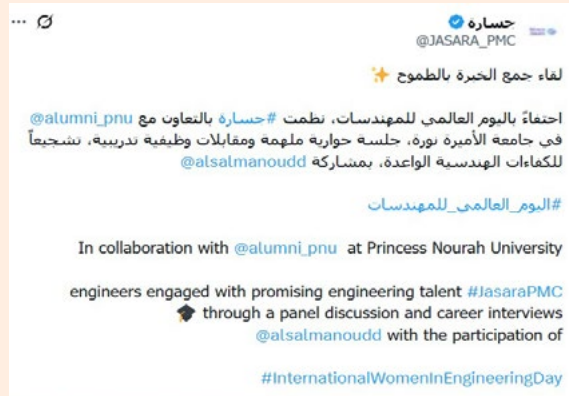 جسارة
@JASARA_PMC
لقاء جمع الخبرة بالطموح ✨
احتفاءً باليوم العالمي للمهندسات، نظمت #جسارة بالتعاون مع @alumni_pnu
في جامعة الأميرة نورة، جلسة حوارية ملهمة ومقابلات وظيفية تدريبية، تشجيعاً
للكفاءات الهندسية الواعدة، بمشاركة @alsalmanoudd
#اليوم_العالمي_للمهندسات
In collaboration with @alumni_pnu at Princess Nourah University
engineers engaged with promising engineering talent #JasaraPMC
🎓 through a panel discussion and career interviews
@alsalmanoudd with the participation of
#InternationalWomenInEngineeringDay